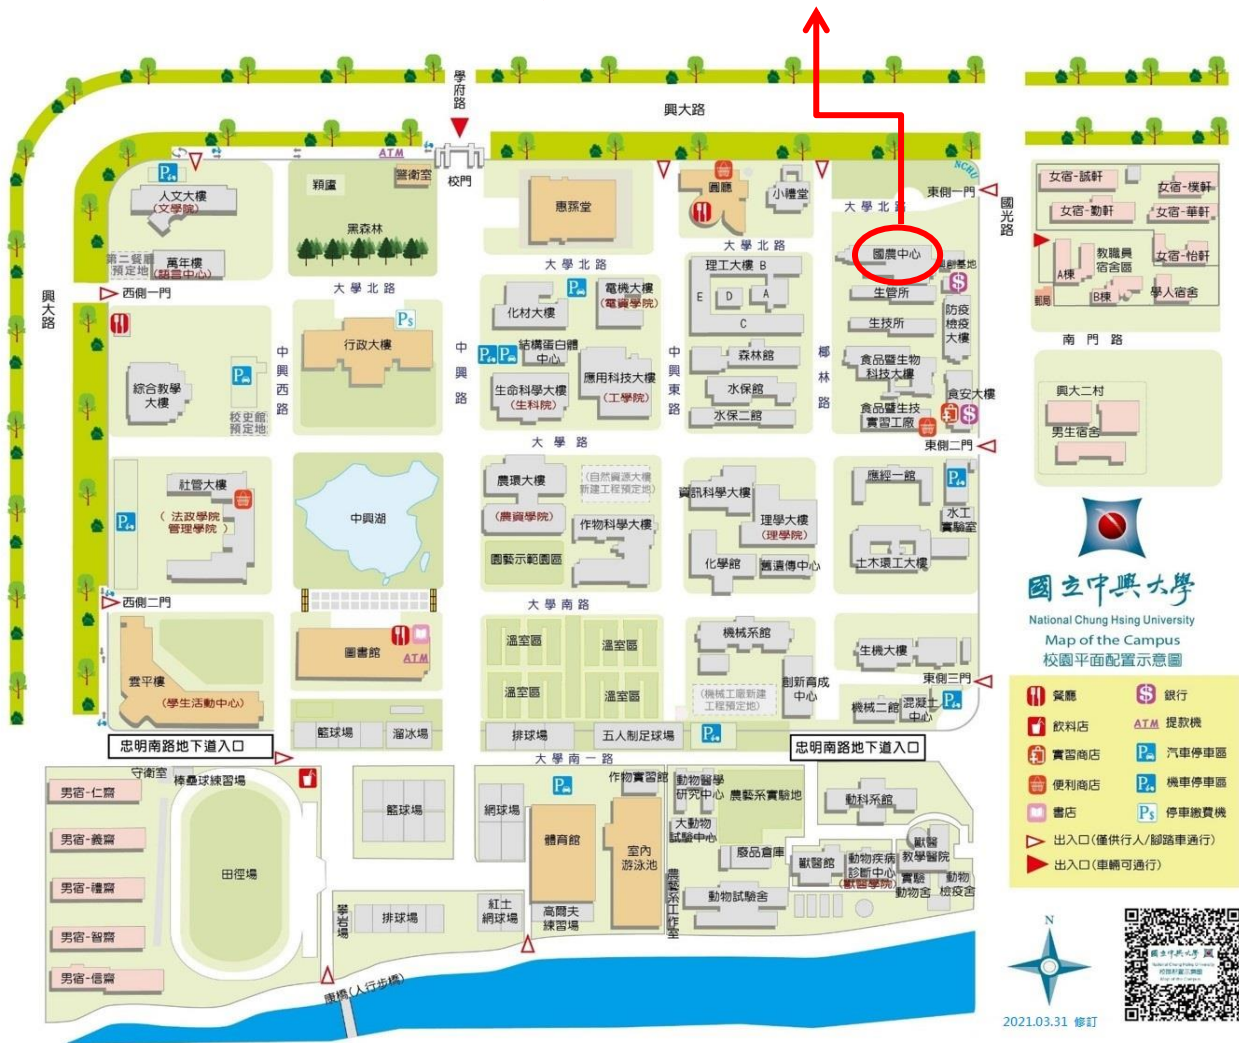 學府路
興大路
ATM
校門
警衛室
人文大樓
(文學院)
穎廬
黑森林
惠蓀堂
圓廳
小禮堂
NCHU
東側一門
大學北路
國光路
女宿-誠軒
女宿-樸軒
女宿-勤軒
女宿-華軒
女宿-怡軒
教職員
宿舍區
A棟
B棟
學人宿舍
郵局
南門路
第二餐廳
預定地
萬年樓
(語言中心)
大學北路
大學北路
大學北路
國農中心
西側一門
興大路
生管所
生技所
防疫
檢疫
大樓
理工大樓 B
E
D
A
C
電機大樓
(電資學院)
化材大樓
行政大樓
中興西路
中興路
中興東路
椰林路
結構蛋白體
中心
生命科學大樓
(生科院)
應用科技大樓
(工學院)
森林館
水保館
水保二館
食品暨生物
科技大樓
食安大樓
食品暨生技
實習工廠
綜合教學
大樓
校史館
預定地
大學路
東側二門
興大二村
男生宿舍
社管大樓
(法政學院
管理學院)
中興湖
農環大樓
(農資學院)
(自然資源大樓
新建工程預定地)
作物科學大樓
園藝示範園區
資訊科學大樓
理學大樓
(理學院)
化學館
舊遺傳中心
應經一館
水工
實驗室
土木環工大樓
西側二門
大學南路
圖書館
ATM
雲平樓
(學生活動中心)
溫室區
溫室區
溫室區
溫室區
機械系館
創新育成
中心
(機械工廠新建
工程預定地)
生機大樓
東側三門
機械二館
混凝土
中心
籃球場
溜冰場
排球場
五人制足球場
忠明南路地下道入口
忠明南路地下道入口
大學南一路
守衛室
棒壘球練習場
男宿-仁齋
男宿-義齋
男宿-禮齋
男宿-智齋
男宿-信齋
田徑場
籃球場
網球場
體育館
作物實習館
室內
游泳池
動物醫學
研究中心
農藝系實驗地
大動物
試驗中心
廢品倉庫
動科系館
獸醫館
動物疾病
診斷中心
(獸醫學院)
獸醫
教學醫院
實驗
動物舍
動物
檢疫舍
動物試驗舍
農藝系工作室
攀岩場
排球場
紅土
網球場
高爾夫
練習場
康橋(人行步橋)
國立中興大學
National Chung Hsing University
Map of the Campus
校園平面配置示意圖
餐廳
銀行
飲料店
ATM 提款機
實習商店
汽車停車區
便利商店
機車停車區
書店
停車繳費機
出入口(僅供行人/腳踏車通行)
出入口(車輛可通行)
N
2021.03.31 修訂